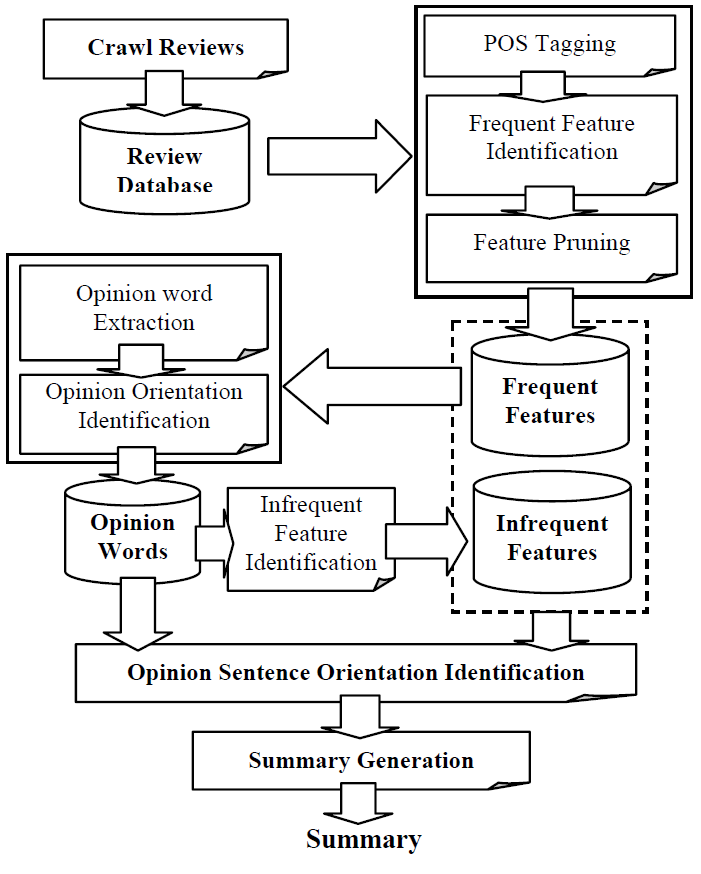 Crawl Reviews
Review
Database
POS Tagging
Frequent Feature
Identification
Feature Pruning
Opinion word
Extraction
Opinion Orientation
Identification
Frequent
Features
Opinion
Words
Infrequent
Feature
Identification
Infrequent
Features
Opinion Sentence Orientation Identification
Summary Generation
Summary